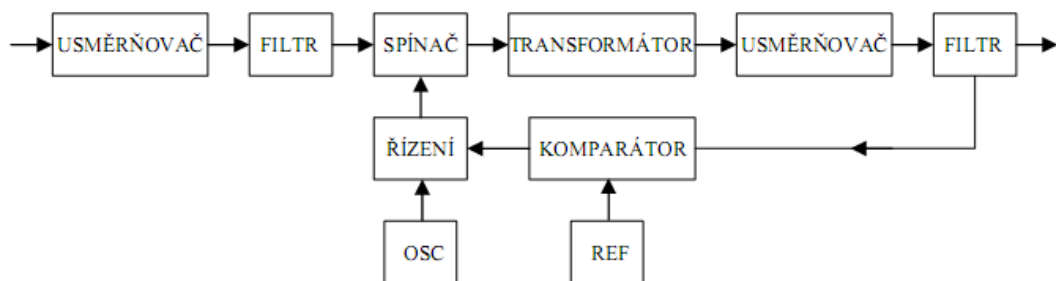 USMĚRŇOVAČ
FILTR
SPÍNAČ
TRANSFORMÁTOR
USMĚRŇOVAČ
FILTR
ŘÍZENÍ
KOMPARÁTOR
OSC
REF